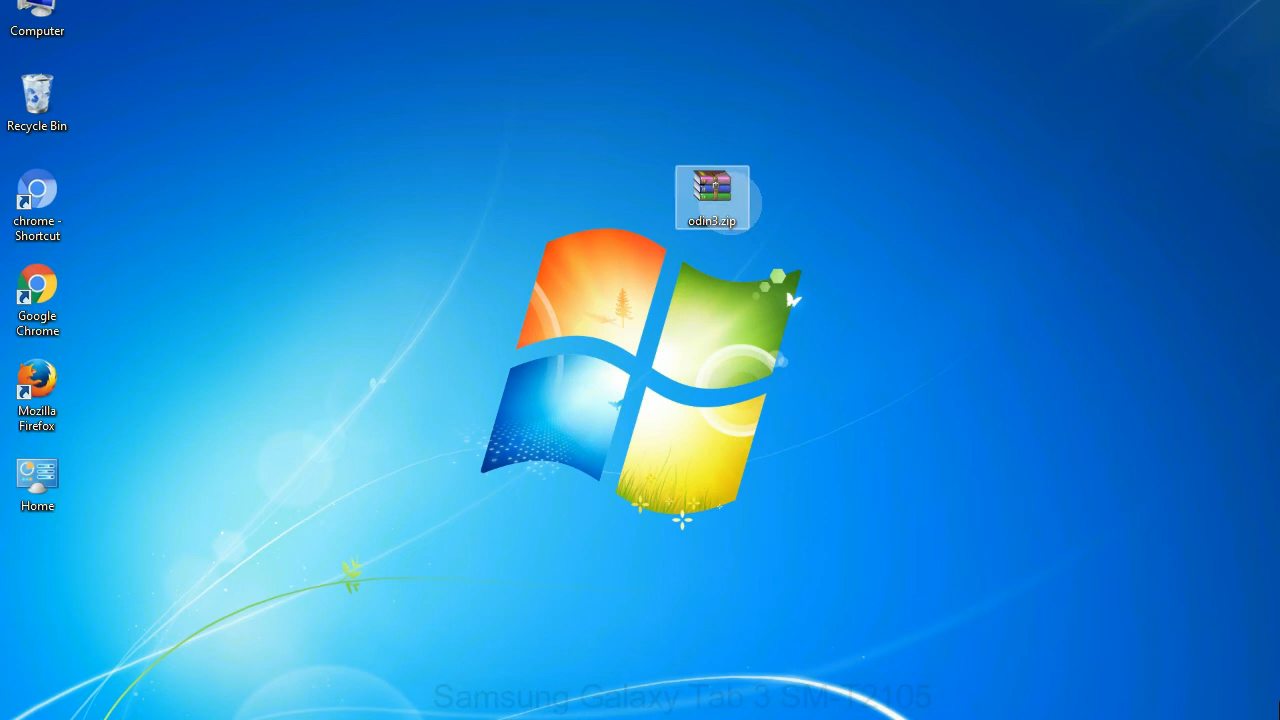 Computer
Recycle Bin
chrome -
Shortcut
Google
Chrome
Mozilla
Firefox
Home
odin3.zip
Samsung Galaxy Tab 3 SM-T2105